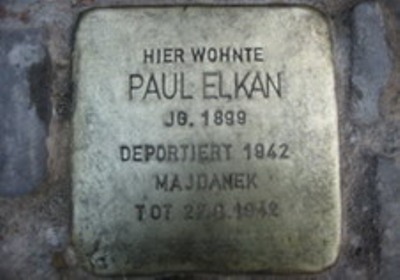 HIER WOHNTE
PAUL ELKAN
JG. 1899
DEPORTIERT 1942
MAJDANEK
TOT